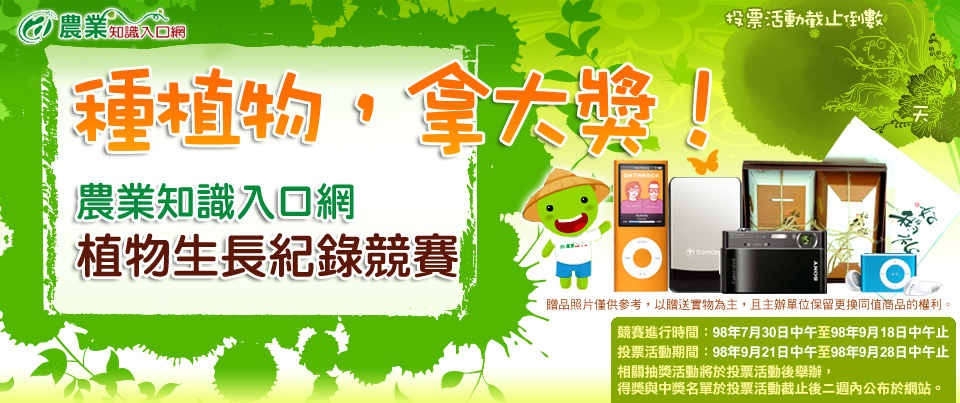 農業知識入口網
投票活動截止倒數
天
種植物，拿大獎！
農業知識入口網
植物生長紀錄競賽
DATAROCK
SONY
贈品照片僅供參考，以贈送實物為主，且主辦單位保留更換同值商品的權利。
競賽進行時間：98年7月30日中午至98年9月18日中午止
投票活動期間：98年9月21日中午至98年9月28日中午止
相關抽獎活動將於投票活動後舉辦，
得獎與中獎名單於投票活動截止後二週內公布於網站。